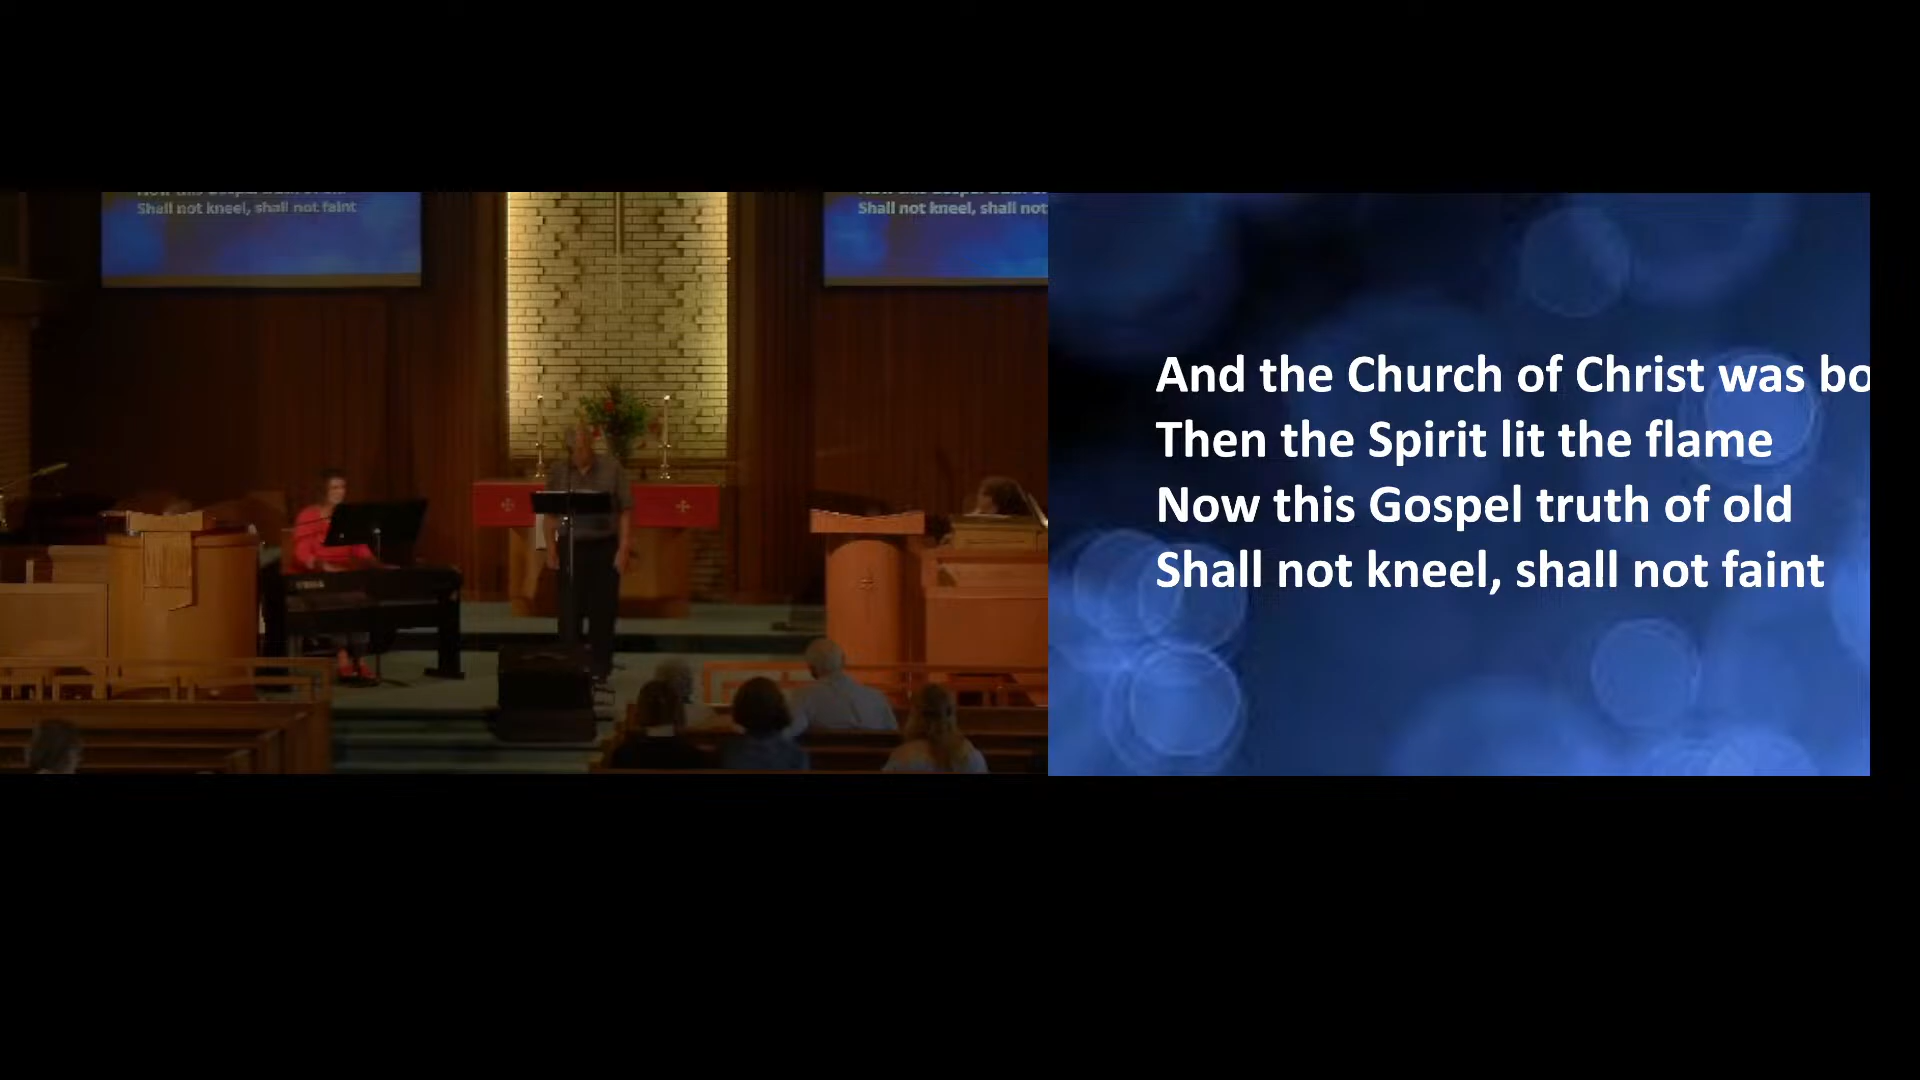 Shall not kneel, shall not faint
Shall not kneel, shall not
And the Church of Christ was bo
Then the Spirit lit the flame
Now this Gospel truth of old
Shall not kneel, shall not faint